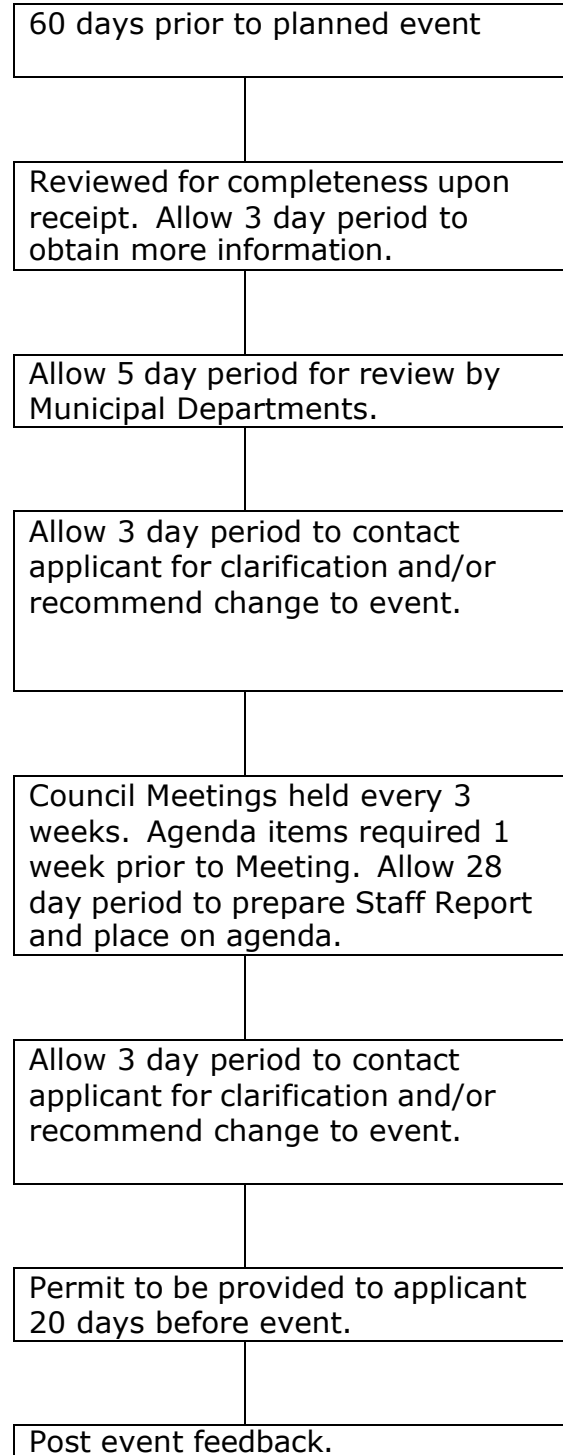 60 days prior to planned event
Reviewed for completeness upon
receipt.  Allow 3 day period to
obtain more information.
Allow 5 day period for review by
Municipal Departments.
Allow 3 day period to contact
applicant for clarification and/or
recommend change to event.
Council Meetings held every 3
weeks.  Agenda items required 1
week prior to Meeting.  Allow 28
day period to prepare Staff Report
and place on agenda.
Allow 3 day period to contact
applicant for clarification and/or
recommend change to event.
Permit to be provided to applicant
20 days before event.
Post event feedback.